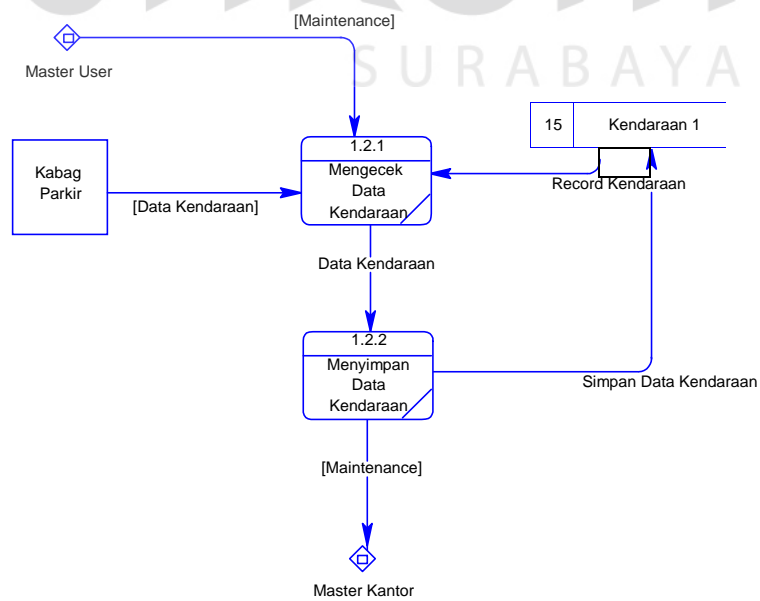 [Maintenance]
SURABAYA
Master User
15 Kendaraan 1
1.2.1
Mengecek
Data
Kendaraan
Kabag
Parkir
[Data Kendaraan]
Record Kendaraan
Data Kendaraan
1.2.2
Menyimpan
Data
Kendaraan
Simpan Data Kendaraan
[Maintenance]
Master Kantor